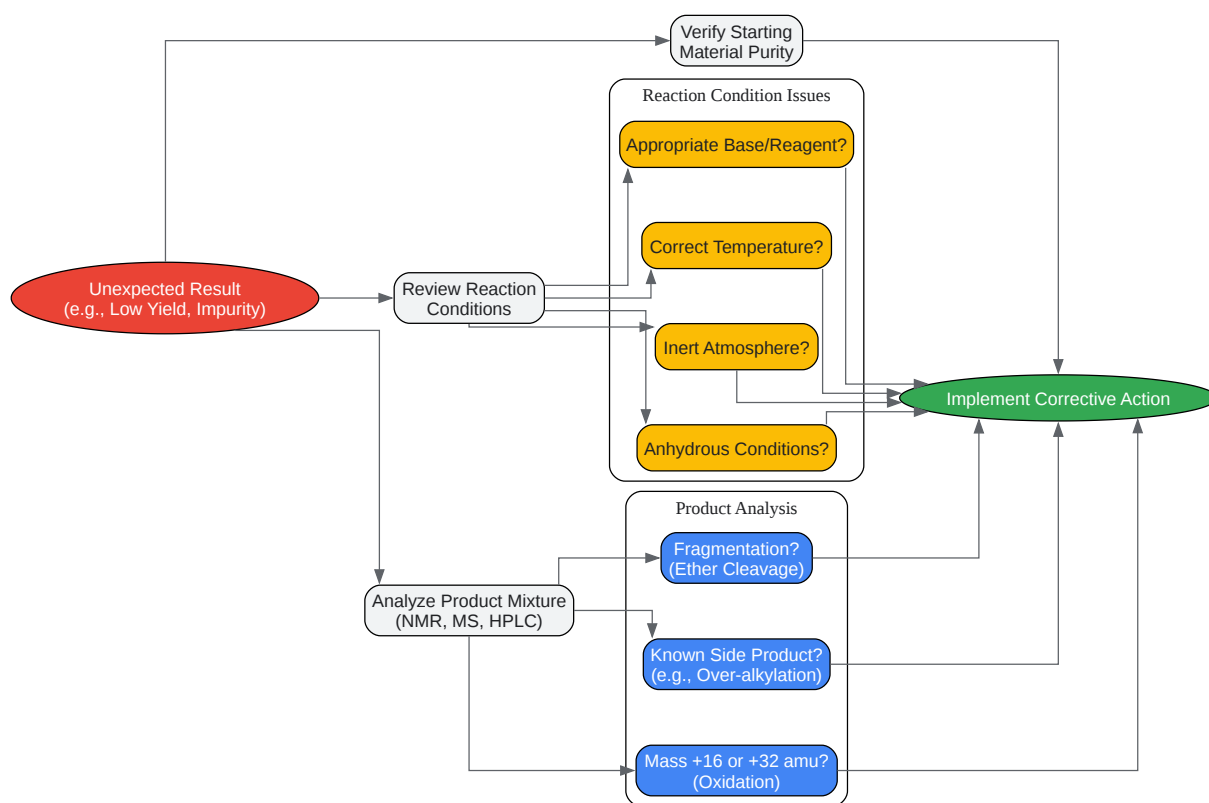 Verify Starting
Material Purity
Reaction Condition Issues
Appropriate Base/Reagent?
Correct Temperature?
Unexpected Result
(e.g., Low Yield, Impurity)
Review Reaction
Conditions
Inert Atmosphere?
Implement Corrective Action
Anhydrous Conditions?
Product Analysis
Fragmentation?
(Ether Cleavage)
Analyze Product Mixture
(NMR, MS, HPLC)
Known Side Product?
(e.g., Over-alkylation)
Mass +16 or +32 amu?
(Oxidation)